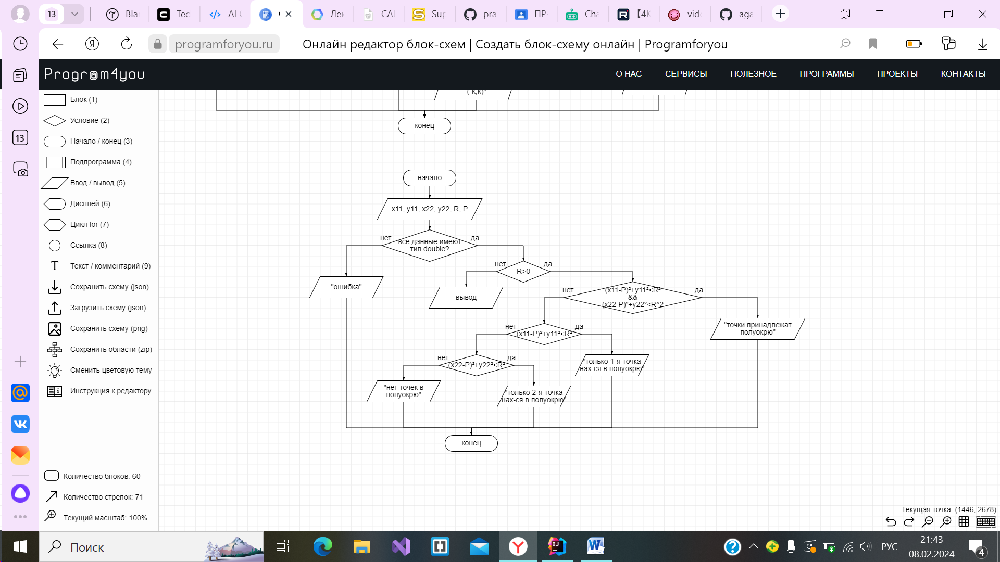 13
Bla
Tec
AI C
Лек
CAI
Sup
pra
ПР-
Cha
【4К
vide
aga
programforyou.ru
Онлайн редактор блок-схем | Создать блок-схему онлайн | Programforyou
Progr@m4you
О НАС
СЕРВИСЫ
ПОЛЕЗНОЕ
ПРОГРАММЫ
ПРОЕКТЫ
КОНТАКТЫ
13
Блок (1)
Условие (2)
Начало / конец (3)
Подпрограмма (4)
Ввод / вывод (5)
Дисплей (6)
Цикл for (7)
Ссылка (8)
Текст / комментарий (9)
Сохранить схему (json)
Загрузить схему (json)
Сохранить схему (png)
Сохранить области (zip)
Сменить цветовую тему
Инструкция к редактору
Количество блоков: 60
Количество стрелок: 71
Текущий масштаб: 100%
(-k;k)"
конец
начало
x11, y11, x22, y22, R, P
нет
да
все данные имеют
тип double?
"ошибка"
нет
да
R>0
вывод
нет
да
(x11-P)²+y11²<R²
&&
(x22-P)²+y22²<R^2
"точки принадлежат
полуокрю"
нет
да
(x11-P)²+y11²<R²
"только 1-я точка
нах-ся в полуокрю"
нет
да
(x22-P)²+y22²<R²
"нет точек в
полуокрю"
"только 2-я точка
нах-ся в полуокрю"
конец
Текущая точка: (1446, 2678)
Поиск
РУС
21:43
08.02.2024
4